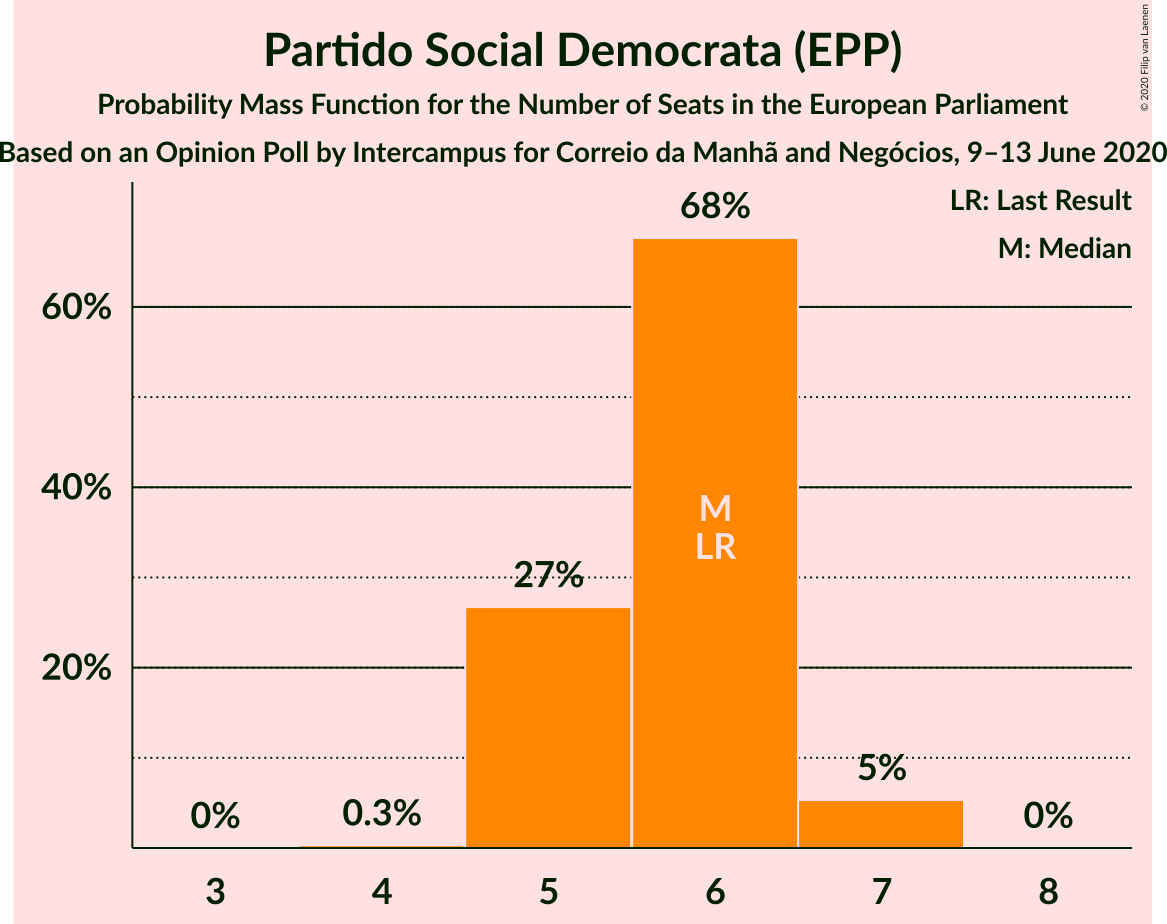 Partido Social Democrata (EPP)
Probability Mass Function for the Number of Seats in the European Parliament
Based on an Opinion Poll by Intercampus for Correio da Manhã and Negócios, 9–13 June 2020
© 2020 Filip van Laenen
LR: Last Result
M: Median
68%
60%
40%
M
LR
27%
20%
5%
0%
0.3%
0%
3
4
5
6
7
8